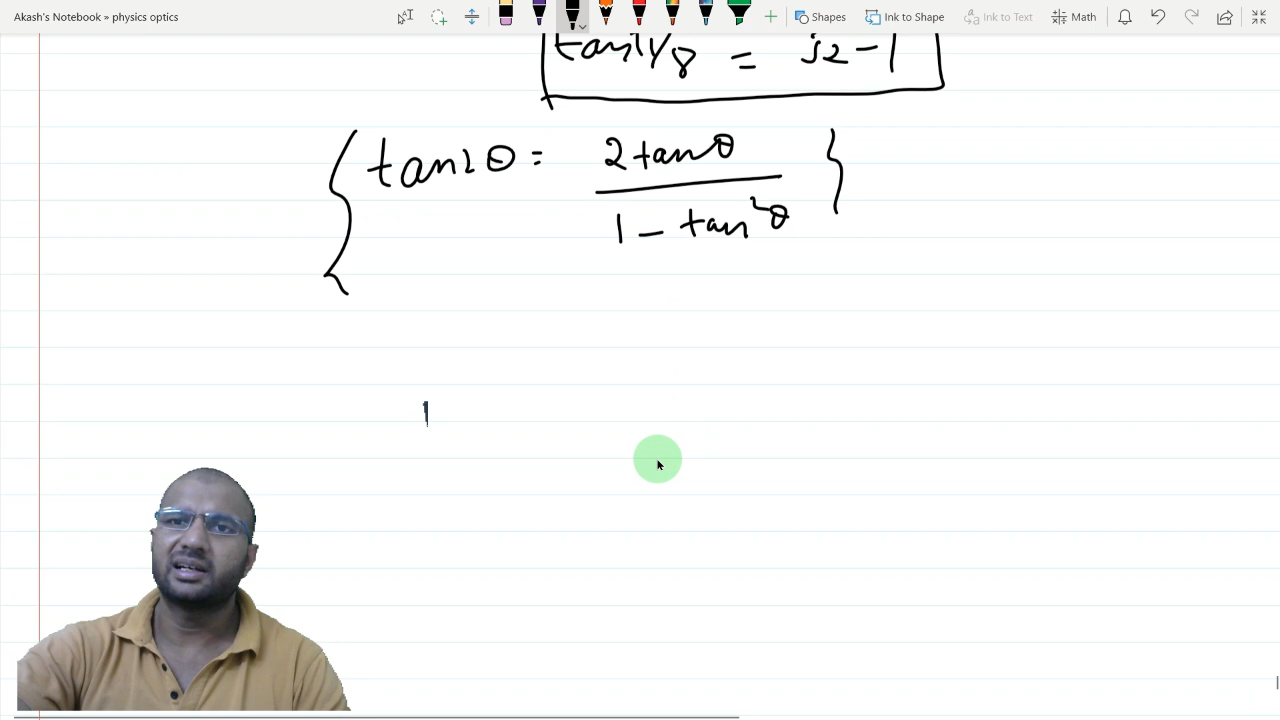 Akash's Notebook » physics optics
Shapes
Ink to Shape
Ink to Text
Math
tan π/8 = √2 - 1
tan2θ = 2tanθ / 1 - tan²θ
1